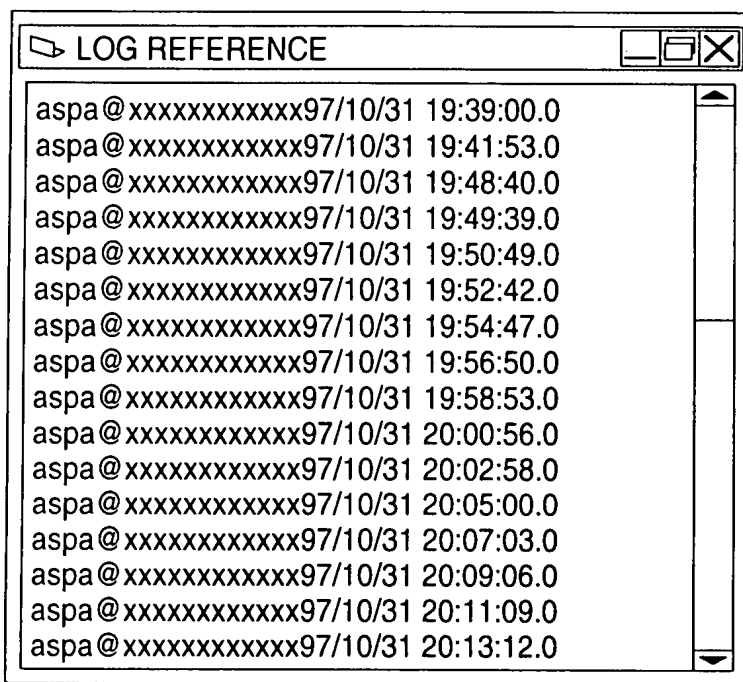 LOG REFERENCE
aspa@xxxxxxxxxxxx97/10/31 19:39:00.0
aspa@xxxxxxxxxxxx97/10/31 19:41:53.0
aspa@xxxxxxxxxxxx97/10/31 19:48:40.0
aspa@xxxxxxxxxxxx97/10/31 19:49:39.0
aspa@xxxxxxxxxxxx97/10/31 19:50:49.0
aspa@xxxxxxxxxxxx97/10/31 19:52:42.0
aspa@xxxxxxxxxxxx97/10/31 19:54:47.0
aspa@xxxxxxxxxxxx97/10/31 19:56:50.0
aspa@xxxxxxxxxxxx97/10/31 19:58:53.0
aspa@xxxxxxxxxxxx97/10/31 20:00:56.0
aspa@xxxxxxxxxxxx97/10/31 20:02:58.0
aspa@xxxxxxxxxxxx97/10/31 20:05:00.0
aspa@xxxxxxxxxxxx97/10/31 20:07:03.0
aspa@xxxxxxxxxxxx97/10/31 20:09:06.0
aspa@xxxxxxxxxxxx97/10/31 20:11:09.0
aspa@xxxxxxxxxxxx97/10/31 20:13:12.0